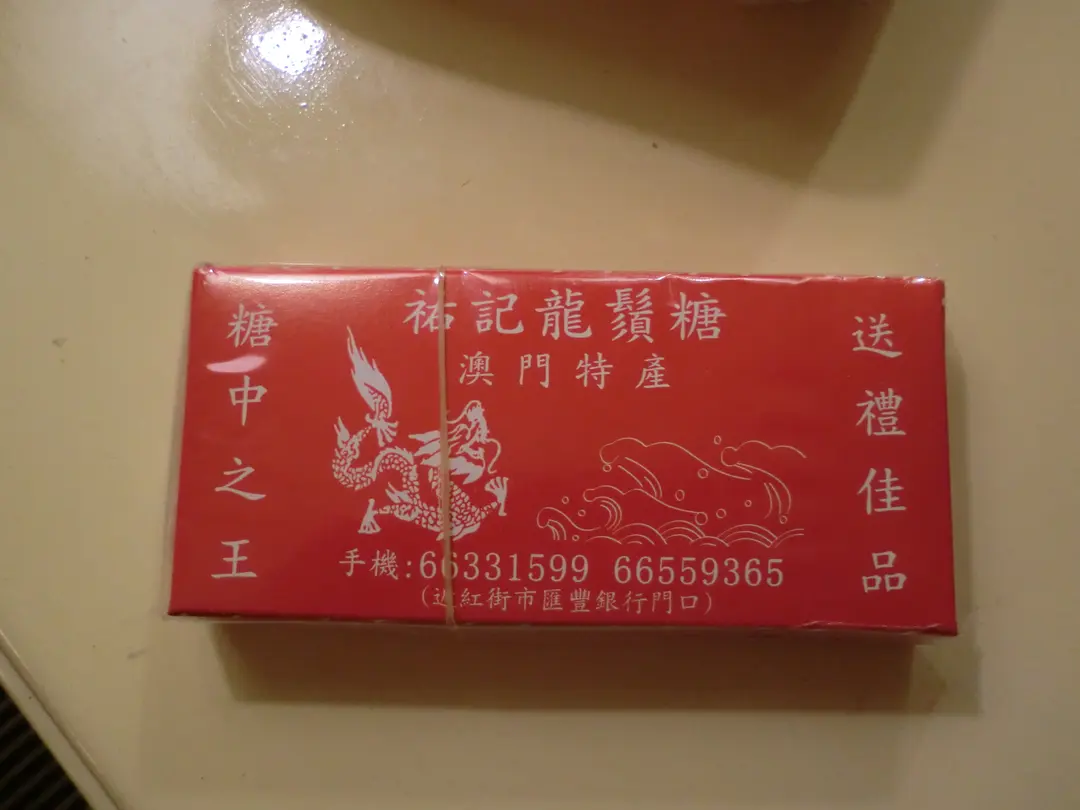 祐記龍鬚糖
澳門特產
糖中之王
送禮佳品
手機:66331599 66559365
(近紅街市匯豐銀行門口)